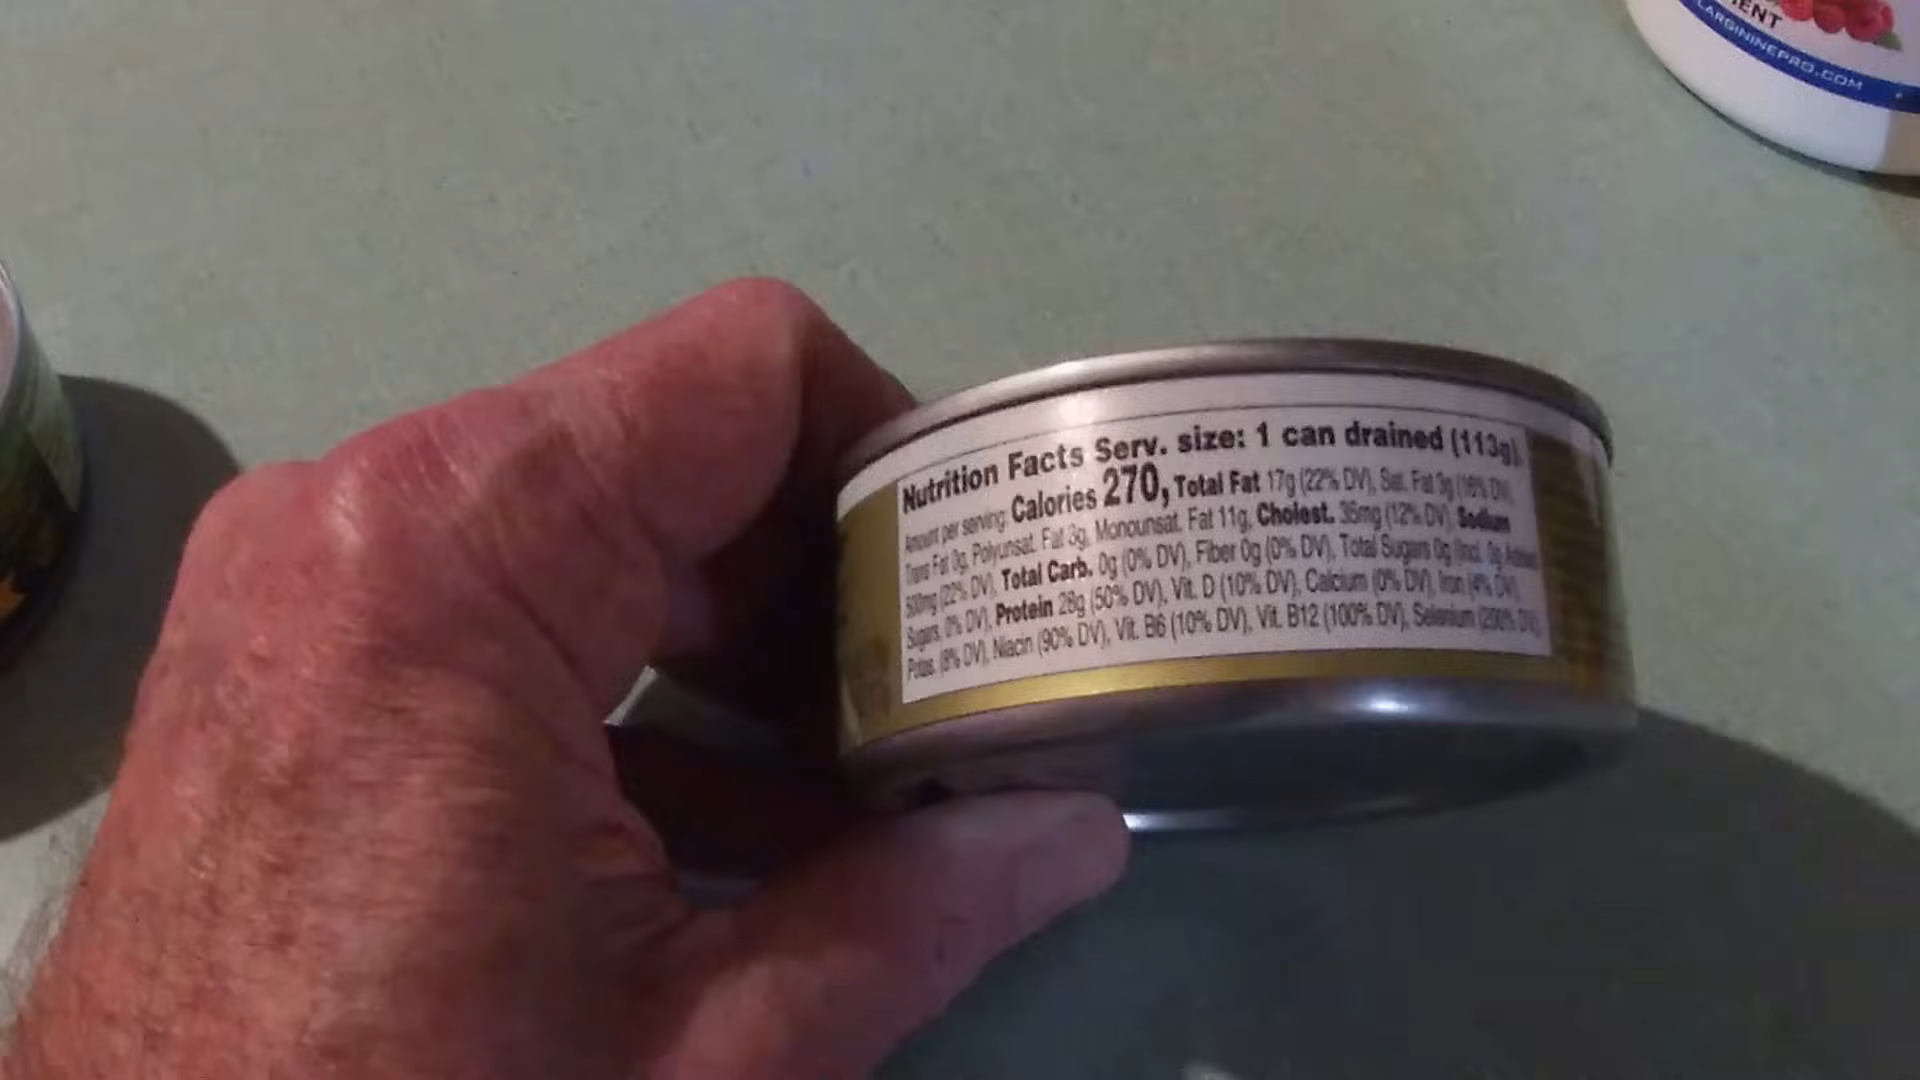 ENT
LARGININEPRO.COM
Nutrition Facts Serv. size: 1 can drained (113g),
Amount per serving: Calories 270, Total Fat 17g (22% DV), Sat. Fat 3g (16% DV),
Trans Fat 0g, Polyunsat. Fat 3g, Monounsat. Fat 11g, Cholest. 35mg (12% DV), Sodium
500mg (22% DV), Total Carb. 0g (0% DV), Fiber 0g (0% DV), Total Sugars 0g (Incl. 0g Added
Sugars, 0% DV), Protein 28g (50% DV), Vit. D (10% DV), Calcium (0% DV), Iron (4% DV),
Potas. (8% DV), Niacin (90% DV), Vit. B6 (10% DV), Vit. B12 (100% DV), Selenium (200% DV)